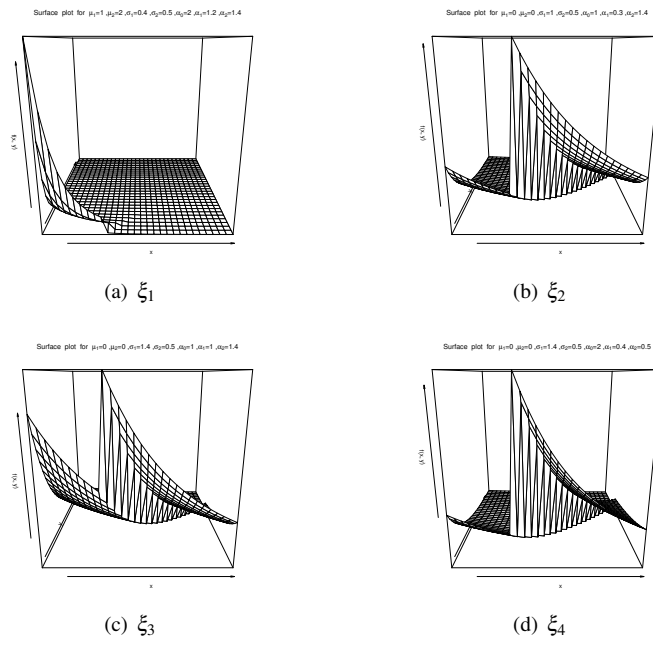 Surface plot for μ₁=1 ,μ₂=2 ,σ₁=0.4 ,σ₂=0.5 ,α₀=2 ,α₁=1.2 ,α₂=1.4
Surface plot for μ₁=0 ,μ₂=0 ,σ₁=1 ,σ₂=0.5 ,α₀=1 ,α₁=0.3 ,α₂=1.4
x
x
(a) ξ₁
(b) ξ₂
Surface plot for μ₁=0 ,μ₂=0 ,σ₁=1.4 ,σ₂=0.5 ,α₀=1 ,α₁=1 ,α₂=1.4
Surface plot for μ₁=0 ,μ₂=0 ,σ₁=1.4 ,σ₂=0.5 ,α₀=2 ,α₁=0.4 ,α₂=0.5
x
x
(c) ξ₃
(d) ξ₄